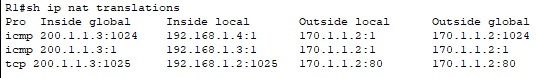 R1#sh ip nat translations
Pro Inside global Inside local Outside local Outside global
icmp 200.1.1.3:1024 192.168.1.4:1 170.1.1.2:1 170.1.1.2:1024
icmp 200.1.1.3:1 192.168.1.3:1 170.1.1.2:1 170.1.1.2:1
tcp 200.1.1.3:1025 192.168.1.2:1025 170.1.1.2:80 170.1.1.2:80